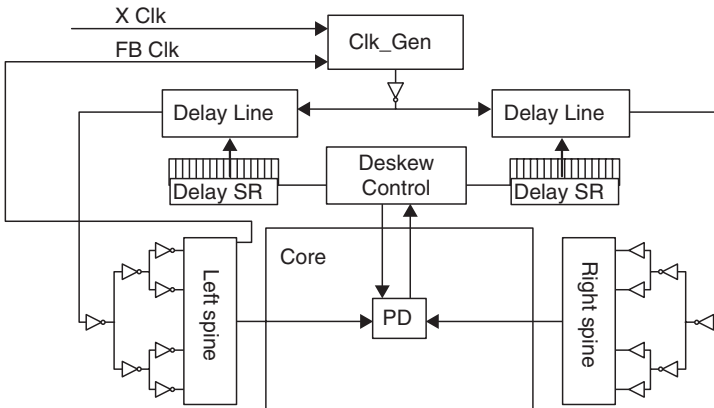 X Clk
FB Clk
Clk_Gen
Delay Line
Delay Line
Delay SR
Deskew
Control
Delay SR
Core
Left spine
PD
Right spine